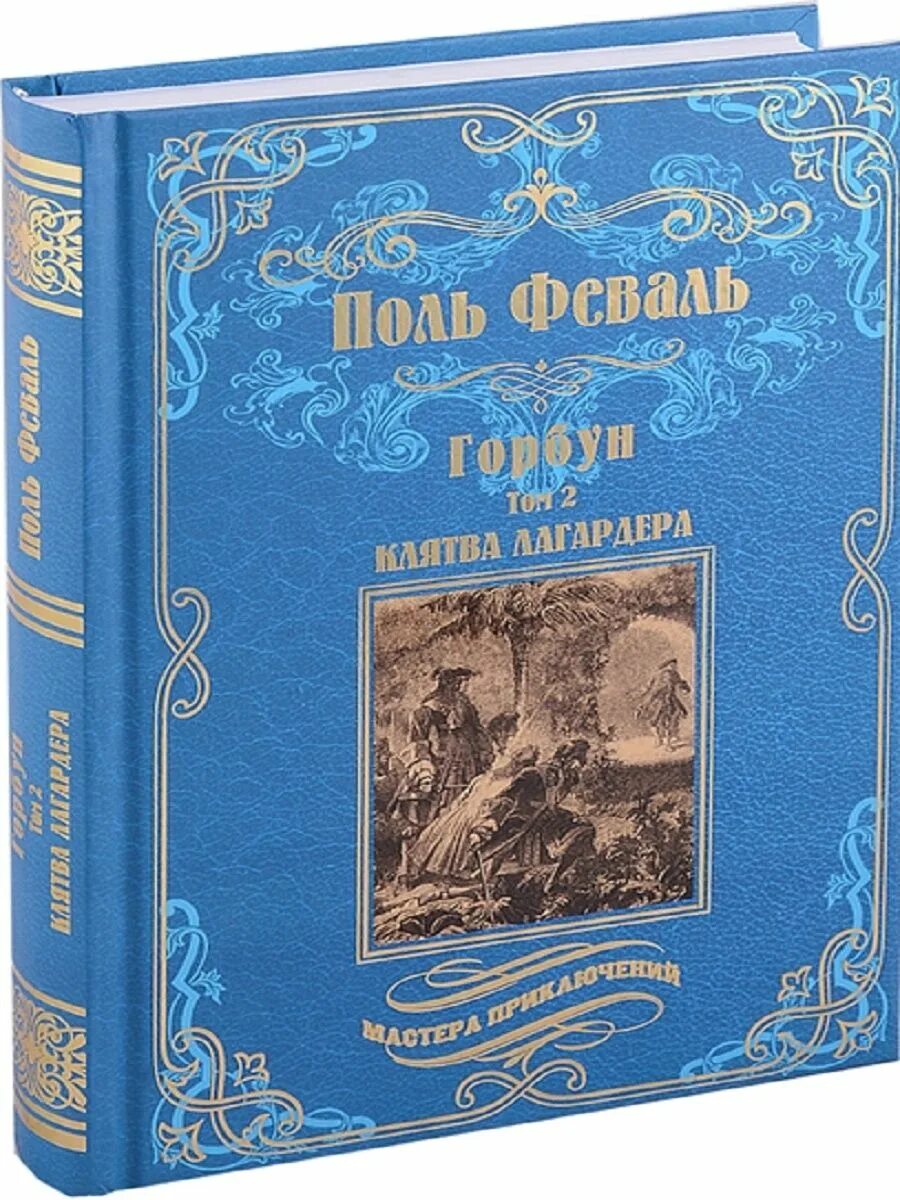 Поль Феваль
Горбун
Том 2
Клятва Лагардера
Мастера приключений
Поль Феваль
Горбун
Том 2
Клятва Лагардера